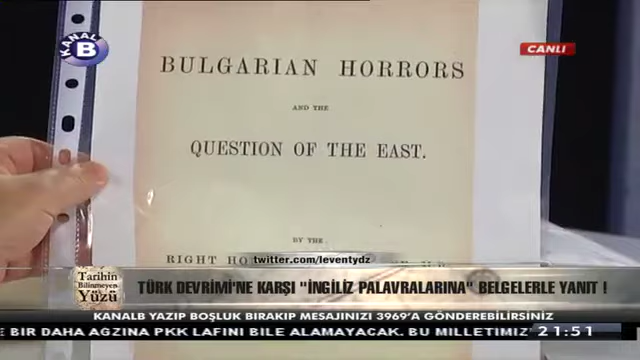 KANAL B
CANLI
BULGARIAN HORRORS
AND THE
QUESTION OF THE EAST.
BY THE
RIGHT
twitter.com/leventydz
Tarihin
Bilinmeyen
Yüzü
TÜRK DEVRİMİ'NE KARŞI "İNGİLİZ PALAVRALARINA" BELGELERLE YANIT !
KANALB YAZIP BOŞLUK BIRAKIP MESAJINIZI 3969'A GÖNDEREBİLİRSİNİZ
E BIR DAHA AGZINA PKK LAFINI BILE ALAMAYACAK. BU MILLETIMIZ 21:51